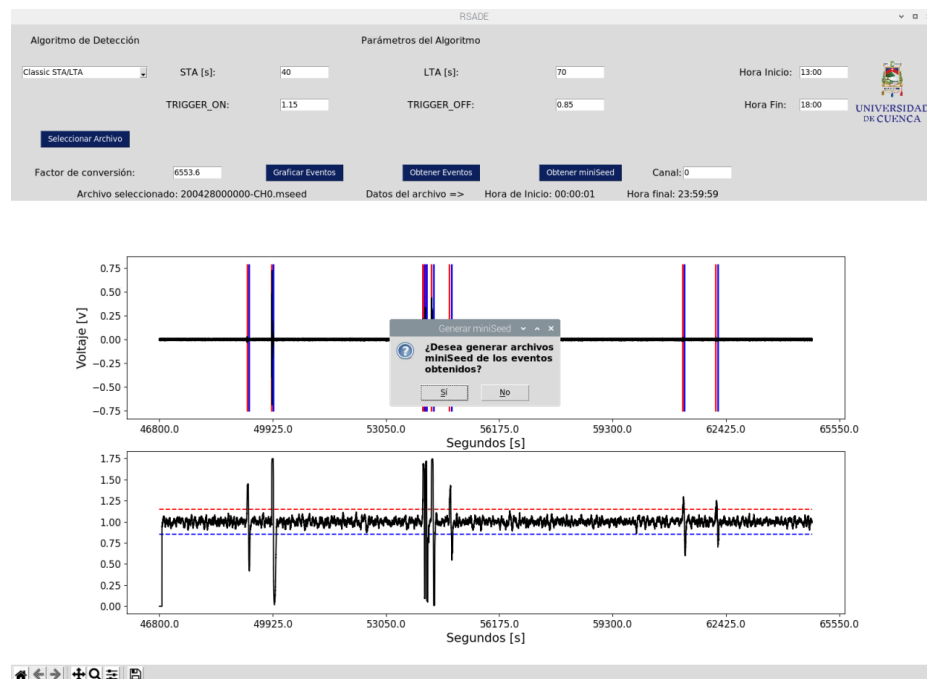 RSADE
Algoritmo de Detección
Parámetros del Algoritmo
Classic STA/LTA
STA [s]:
40
LTA [s]:
70
Hora Inicio:
13:00
TRIGGER_ON:
1.15
TRIGGER_OFF:
0.85
Hora Fin:
18:00
UNIVERSIDAD
DE CUENCA
Seleccionar Archivo
Factor de conversión:
6553.6
Graficar Eventos
Obtener Eventos
Obtener miniSeed
Canal:
0
Archivo seleccionado: 200428000000-CH0.mseed
Datos del archivo =>
Hora de Inicio: 00:00:01
Hora final: 23:59:59
Voltaje [v]
0.75
0.50
0.25
0.00
−0.25
−0.50
−0.75
46800.0
49925.0
53050.0
56175.0
59300.0
62425.0
65550.0
Segundos [s]
Generar miniSeed
¿Desea generar archivos
miniSeed de los eventos
obtenidos?
Sí
No
1.75
1.50
1.25
1.00
0.75
0.50
0.25
0.00
46800.0
49925.0
53050.0
56175.0
59300.0
62425.0
65550.0
Segundos [s]